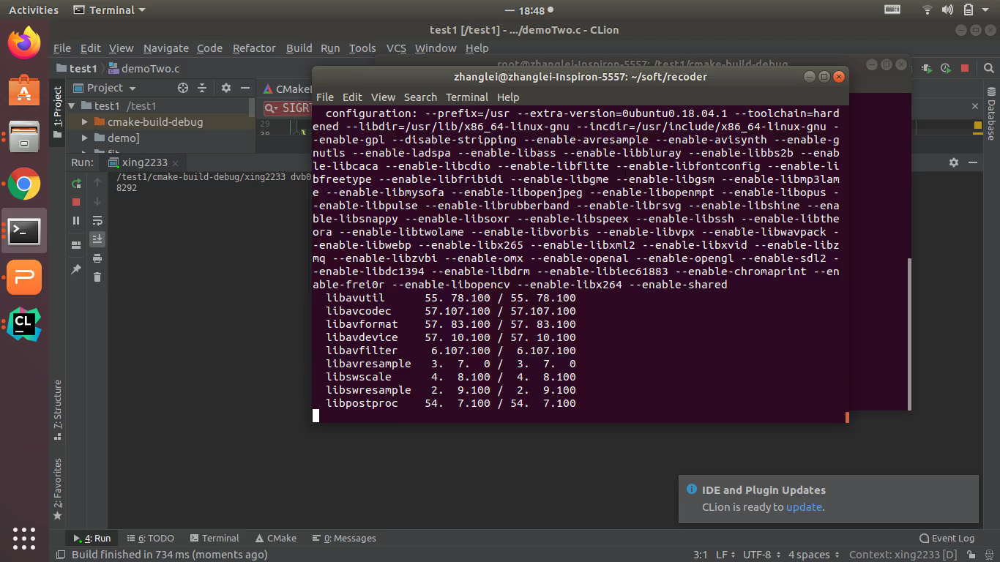 Activities
Terminal
18:48
test1 [/test1] - .../demoTwo.c - CLion
File Edit View Navigate Code Refactor Build Run Tools VCS Window Help
root@zhanglei-Inspiron-5557: /test1/cmake-build-debug
test1
demoTwo.c
zhanglei@zhanglei-Inspiron-5557: ~/soft/recoder
File Edit View Search Terminal Help
1: Project
Project
CMake
test1 /test1
SIGRT
cmake-build-debug
29
demo]
30
Database
Run: xing2233
/test1/cmake-build-debug/xing2233 dvb0
8292
configuration: --prefix=/usr --extra-version=0ubuntu0.18.04.1 --toolchain=hard
ened --libdir=/usr/lib/x86_64-linux-gnu --incdir=/usr/include/x86_64-linux-gnu -
-enable-gpl --disable-stripping --enable-avresample --enable-avisynth --enable-g
nutls --enable-ladspa --enable-libass --enable-libbluray --enable-libbs2b --enab
le-libcaca --enable-libcdio --enable-libflite --enable-libfontconfig --enable-li
bfreetype --enable-libfribidi --enable-libgme --enable-libgsm --enable-libmp3lam
e --enable-libmysofa --enable-libopenjpeg --enable-libopenmpt --enable-libopus -
-enable-libpulse --enable-librubberband --enable-librsvg --enable-libshine --ena
ble-libsnappy --enable-libsoxr --enable-libspeex --enable-libssh --enable-libthe
ora --enable-libtwolame --enable-libvorbis --enable-libvpx --enable-libwavpack -
-enable-libwebp --enable-libx265 --enable-libxml2 --enable-libxvid --enable-libz
mq --enable-libzvbi --enable-omx --enable-openal --enable-opengl --enable-sdl2 -
-enable-libdc1394 --enable-libdrm --enable-libiec61883 --enable-chromaprint --en
able-frei0r --enable-libopencv --enable-libx264 --enable-shared
libavutil 55. 78.100 / 55. 78.100
libavcodec 57.107.100 / 57.107.100
libavformat 57. 83.100 / 57. 83.100
libavdevice 57. 10.100 / 57. 10.100
libavfilter 6.107.100 / 6.107.100
libavresample 3. 7. 0 / 3. 7. 0
libswscale 4. 8.100 / 4. 8.100
libswresample 2. 9.100 / 2. 9.100
libpostproc 54. 7.100 / 54. 7.100
7: Structure
2: Favorites
IDE and Plugin Updates
CLion is ready to update.
4: Run 6: TODO Terminal CMake 0: Messages Event Log
Build finished in 734 ms (moments ago) 3:1 LF UTF-8 4 spaces Context: xing2233 [D]